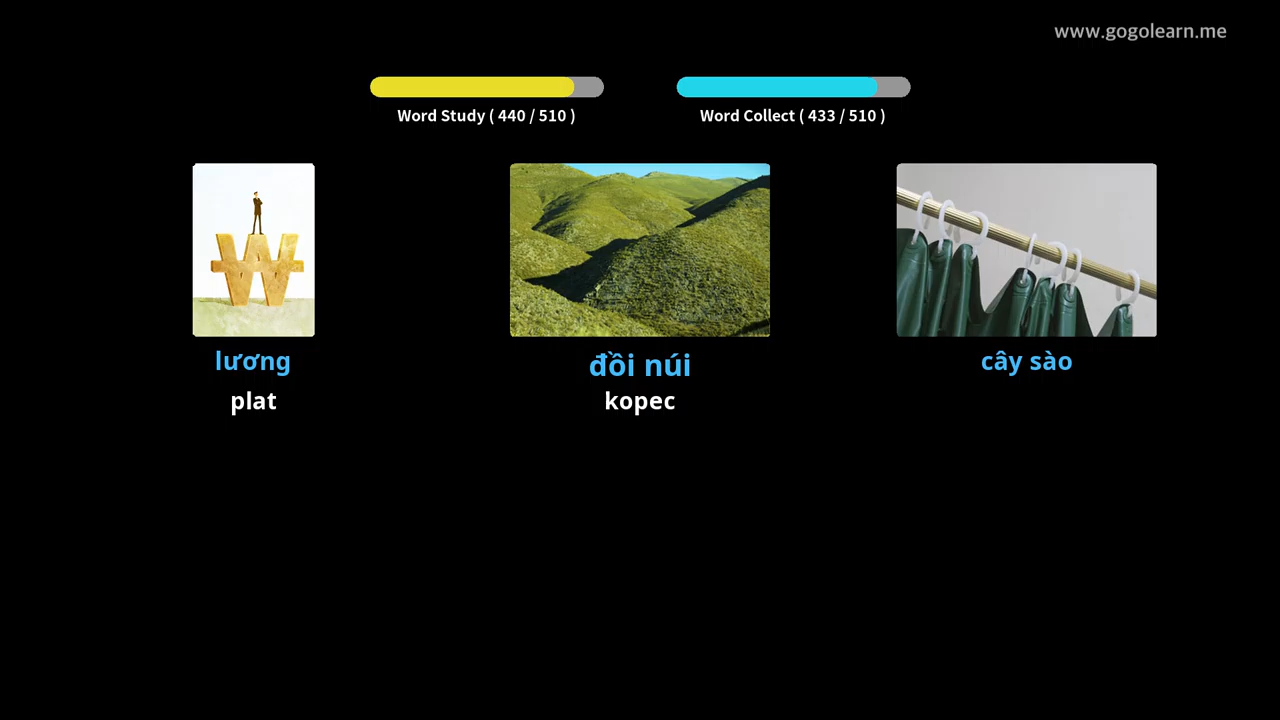 www.gogolearn.me
Word Study ( 440 / 510 )
Word Collect ( 433 / 510 )
lương
plat
đồi núi
kopec
cây sào